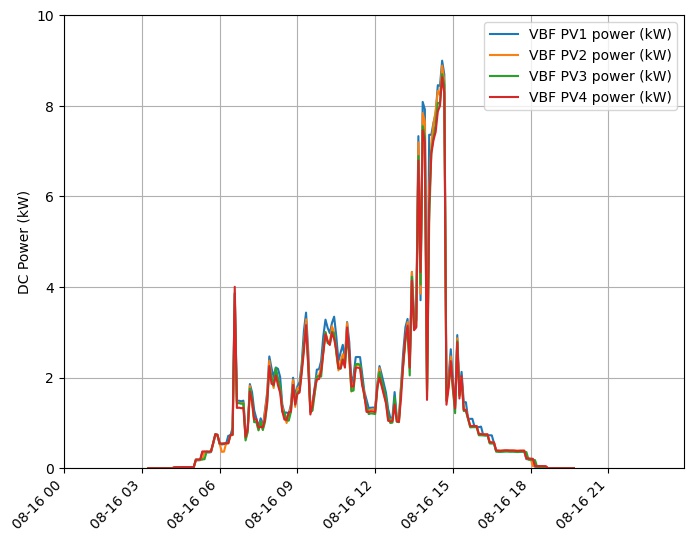 10
8
6
4
2
0
DC Power (kW)
VBF PV1 power (kW)
VBF PV2 power (kW)
VBF PV3 power (kW)
VBF PV4 power (kW)
08-16 00
08-16 03
08-16 06
08-16 09
08-16 12
08-16 15
08-16 18
08-16 21